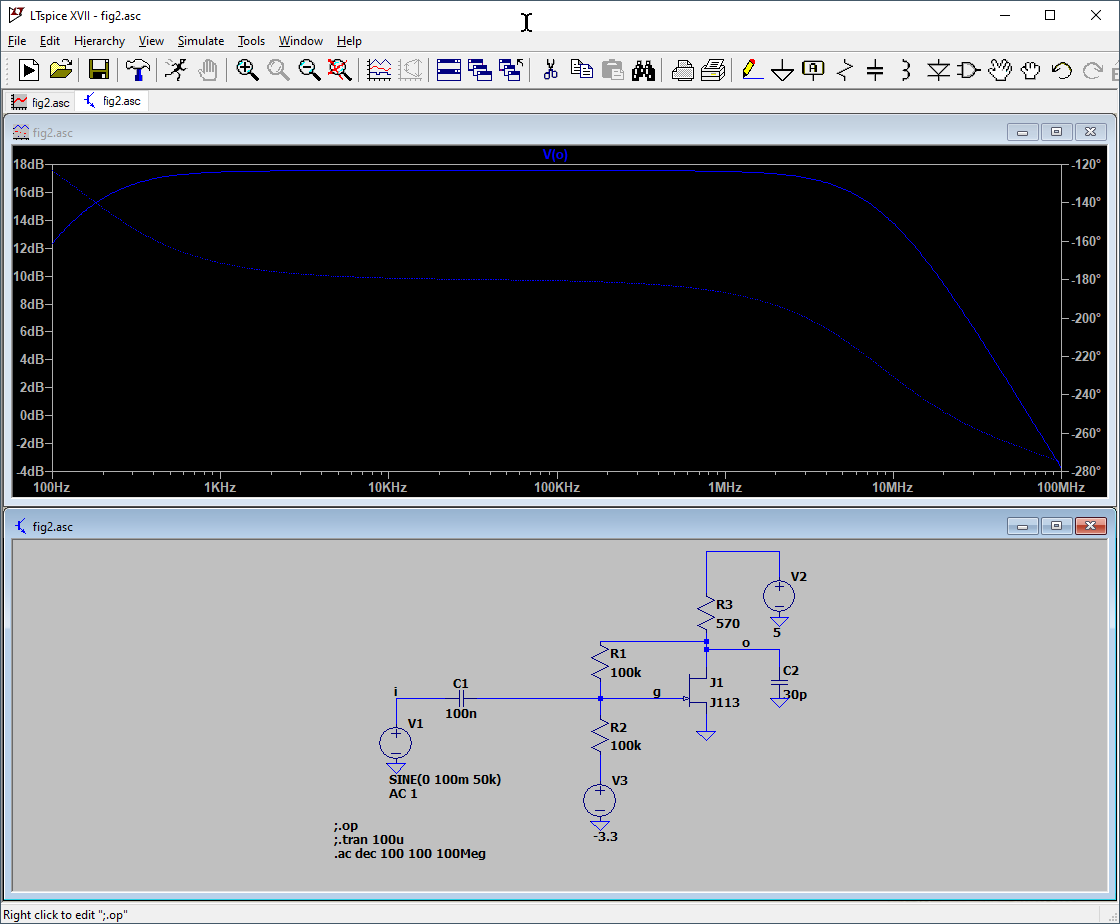 LTspice XVII - fig2.asc
File Edit Hierarchy View Simulate Tools Window Help
fig2.asc fig2.asc
fig2.asc
V(o)
18dB
16dB
14dB
12dB
10dB
8dB
6dB
4dB
2dB
0dB
-2dB
-4dB
-120°
-140°
-160°
-180°
-200°
-220°
-240°
-260°
-280°
100Hz 1KHz 10KHz 100KHz 1MHz 10MHz 100MHz
fig2.asc
V2
5
R3
570
o
R1
100k
C2
30p
i
C1
100n
g
J1
J113
V1
R2
100k
SINE(0 100m 50k)
AC 1
V3
-3.3
;.op
;.tran 100u
.ac dec 100 100 100Meg
Right click to edit ";.op"